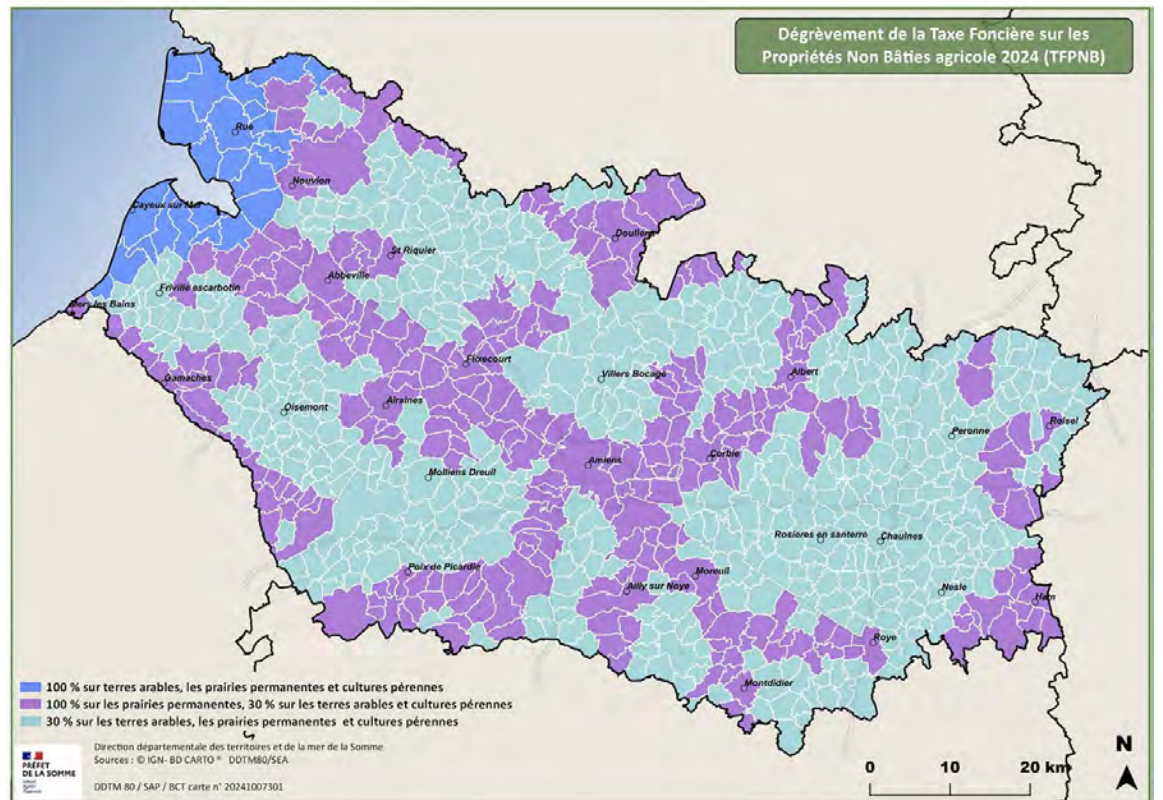 Dégrèvement de la Taxe Foncière sur les
Propriétés Non Bâties agricole 2024 (TFPNB)
Rue
Nouvion
Cayeux sur Mer
Doullens
St Riquier
Abbeville
Friville escarbotin
Mers les Bains
Flixecourt
Villers Bocage
Albert
Gamaches
Airaines
Oisemont
Roisel
Peronne
Corbie
Amiens
Molliens Dreuil
Rosieres en santerre
Chaulnes
Poix de Picardie
Moreuil
Ailly sur Noye
Nesle
Ham
Roye
Montdidier
100 % sur terres arables, les prairies permanentes et cultures pérennes
100 % sur les prairies permanentes, 30 % sur les terres arables et cultures pérennes
30 % sur les terres arables, les prairies permanentes et cultures pérennes
PRÉFET
DE LA SOMME
Direction départementale des territoires et de la mer de la Somme
Sources : © IGN- BD CARTO ® DDTM80/SEA
DDTM 80 / SAP / BCT carte n° 20241007301
0 10 20 km
N